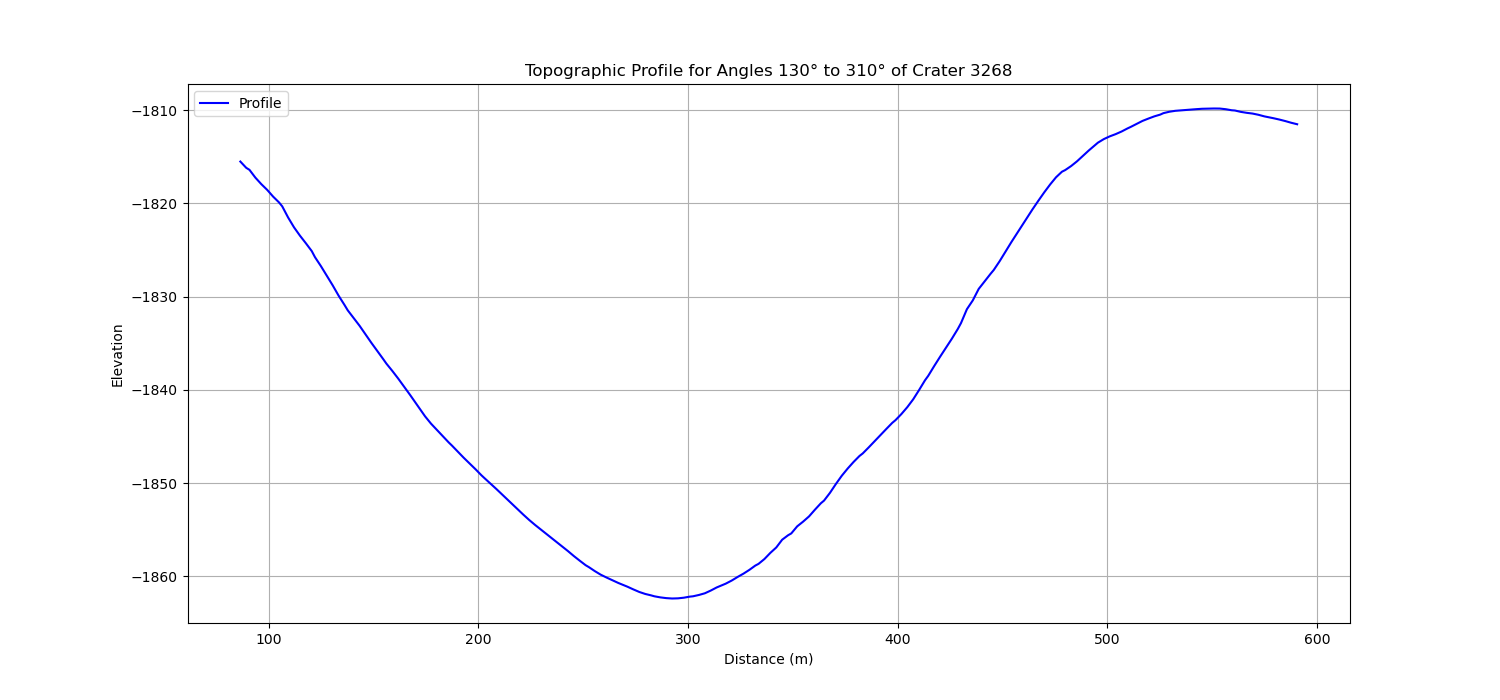 Topographic Profile for Angles 130° to 310° of Crater 3268
Profile
−1810
−1820
−1830
−1840
−1850
−1860
Elevation
100 200 300 400 500 600
Distance (m)